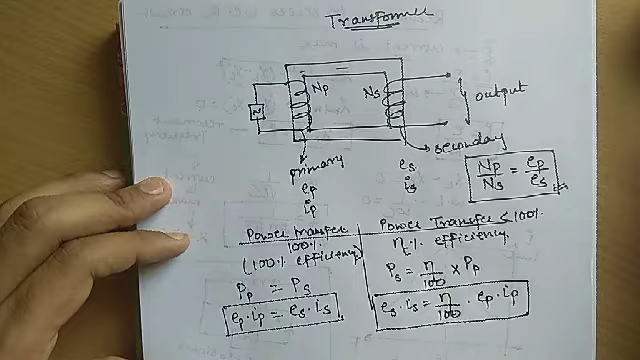 Transformer
Np
Ns
N
output
primary
secondary
ep
ip
es
is
Np/Ns = ep/es
Power transfer
100%
(100% efficiency)
Pp = Ps
ep.ip = es.is
Power Transfer < 100%
η% efficiency
Ps = η/100 × Pp
es.is = η/100 . ep.ip